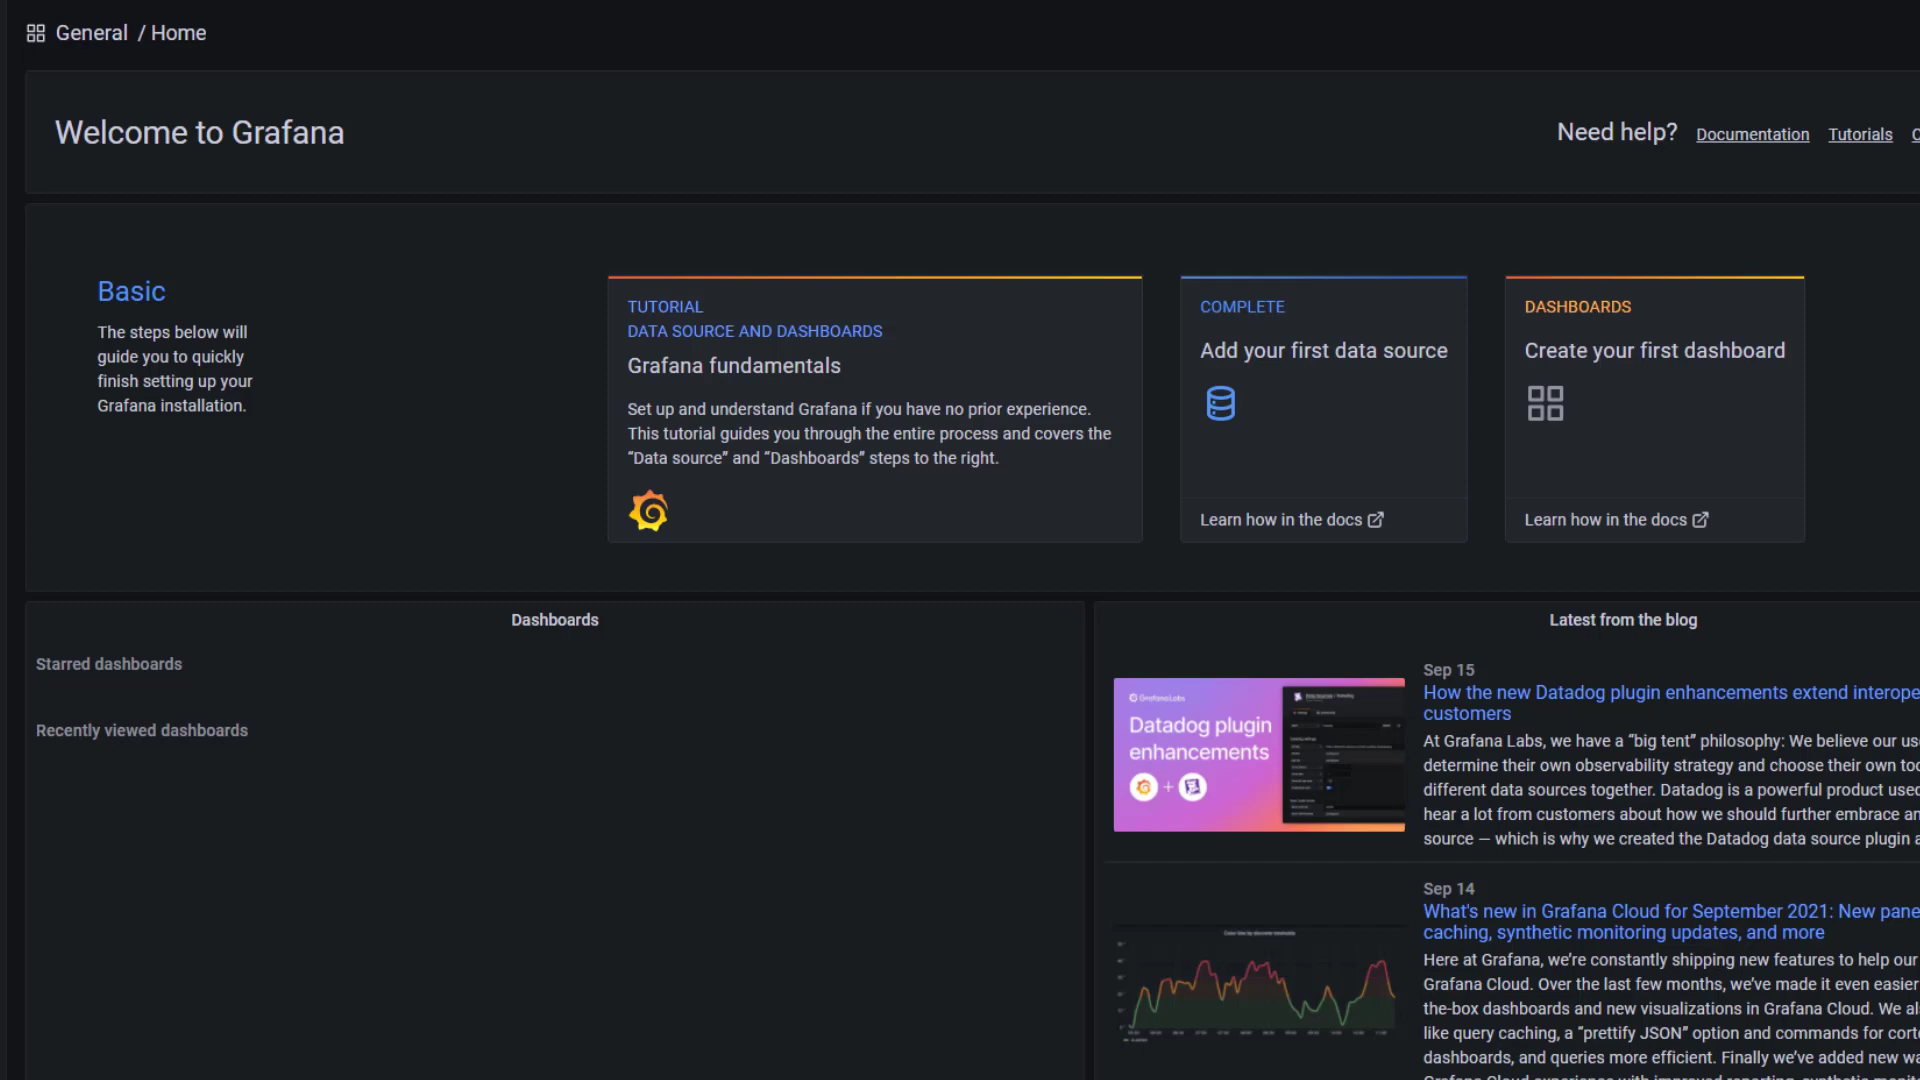 General / Home
Welcome to Grafana
Need help? Documentation Tutorials
Basic
The steps below will
guide you to quickly
finish setting up your
Grafana installation.
TUTORIAL
DATA SOURCE AND DASHBOARDS
Grafana fundamentals
Set up and understand Grafana if you have no prior experience.
This tutorial guides you through the entire process and covers the
“Data source” and “Dashboards” steps to the right.
COMPLETE
Add your first data source
Learn how in the docs
DASHBOARDS
Create your first dashboard
Learn how in the docs
Dashboards
Starred dashboards
Recently viewed dashboards
Latest from the blog
GrafanaLabs
Datadog plugin
enhancements
+
Sep 15
How the new Datadog plugin enhancements extend
customers
At Grafana Labs, we have a “big tent” philosophy: We believe our
determine their own observability strategy and choose their own
different data sources together. Datadog is a powerful product
hear a lot from customers about how we should further embrace
source — which is why we created the Datadog data source plugin
Sep 14
What's new in Grafana Cloud for September 2021: New
caching, synthetic monitoring updates, and more
Here at Grafana, we’re constantly shipping new features to help our
Grafana Cloud. Over the last few months, we’ve made it even easier
the-box dashboards and new visualizations in Grafana Cloud. We
like query caching, a “prettify JSON” option and commands for
dashboards, and queries more efficient. Finally we’ve added new